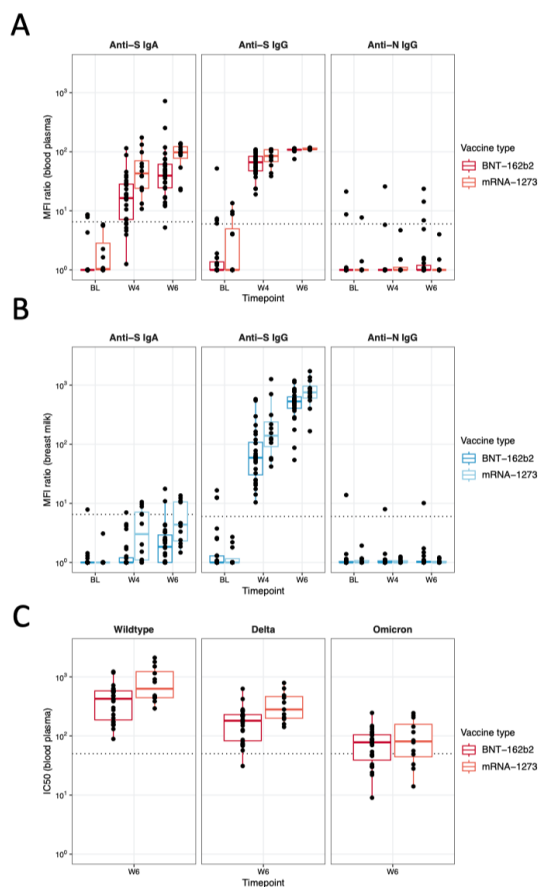 A
Anti−S IgA Anti−S IgG Anti−N IgG
MFI ratio (blood plasma)
10³
10²
10¹
10⁰
BL W4 W6 BL W4 W6 BL W4 W6
Timepoint
Vaccine type
BNT−162b2
mRNA−1273
B
Anti−S IgA Anti−S IgG Anti−N IgG
MFI ratio (breast milk)
10³
10²
10¹
10⁰
BL W4 W6 BL W4 W6 BL W4 W6
Timepoint
Vaccine type
BNT−162b2
mRNA−1273
C
Wildtype Delta Omicron
IC50 (blood plasma)
10³
10²
10¹
10⁰
W6 W6 W6
Timepoint
Vaccine type
BNT−162b2
mRNA−1273